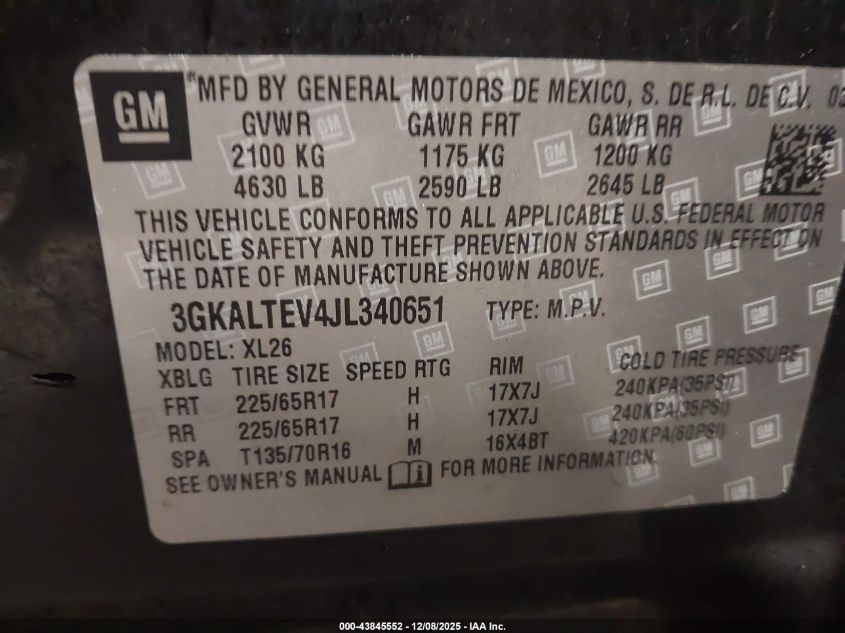 GM
®MFD BY GENERAL MOTORS DE MEXICO, S. DE R.L. DE C.V. 03
GVWR GAWR FRT GAWR RR
2100 KG 1175 KG 1200 KG
4630 LB 2590 LB 2645 LB
THIS VEHICLE CONFORMS TO ALL APPLICABLE U.S. FEDERAL MOTOR
VEHICLE SAFETY AND THEFT PREVENTION STANDARDS IN EFFECT ON
THE DATE OF MANUFACTURE SHOWN ABOVE.
3GKALTEV4JL340651 TYPE: M.P.V.
MODEL: XL26
XBLG TIRE SIZE SPEED RTG RIM COLD TIRE PRESSURE
FRT 225/65R17 H 17X7J 240KPA(35PSI)
RR 225/65R17 H 17X7J 240KPA(35PSI)
SPA T135/70R16 M 16X4BT 420KPA(60PSI)
SEE OWNER'S MANUAL i FOR MORE INFORMATION
000-43845552 - 12/08/2025 - IAA Inc.